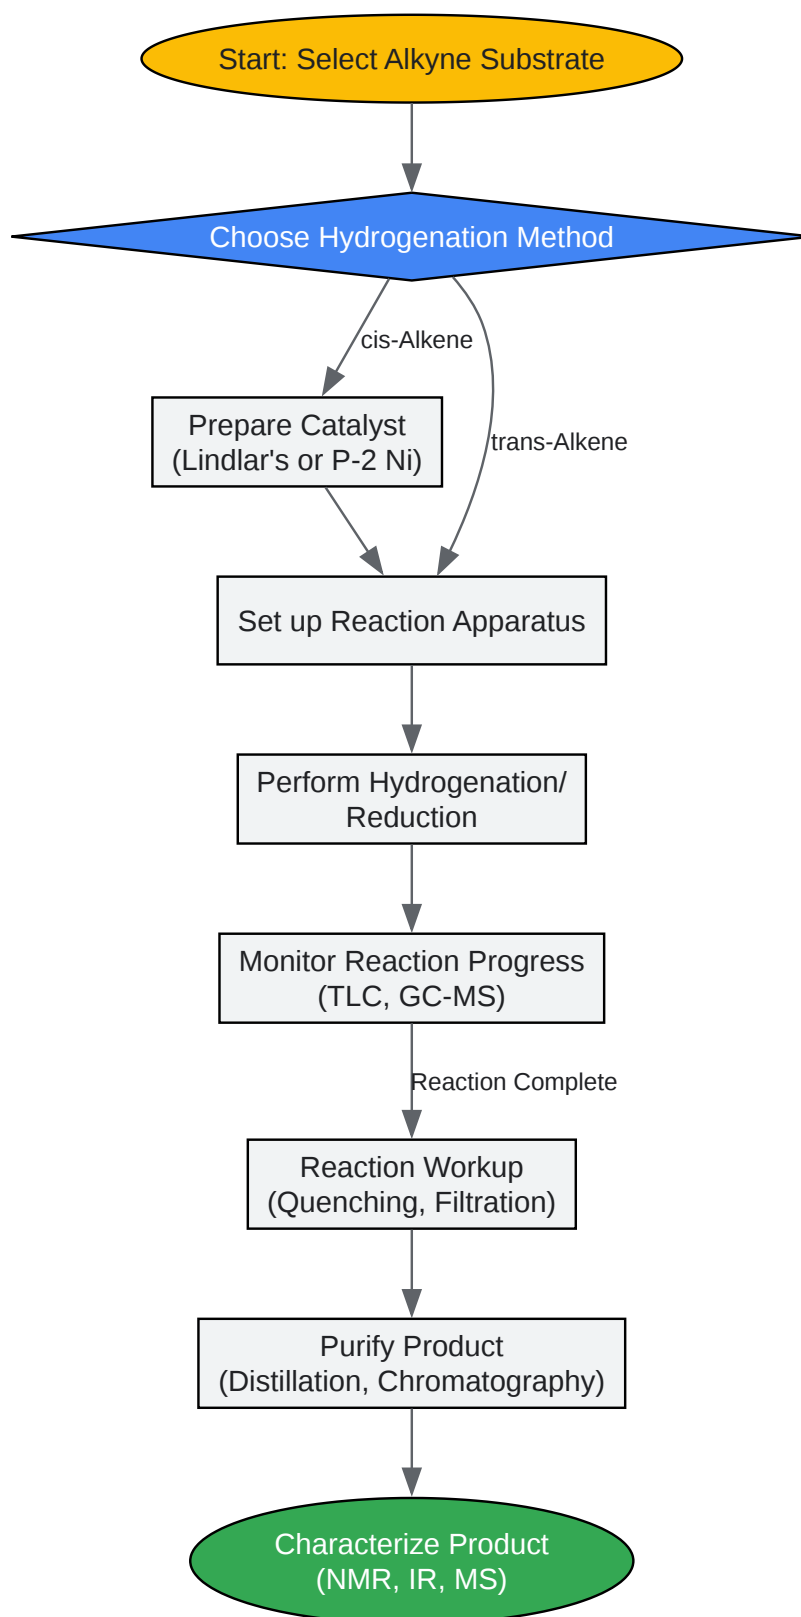 Start: Select Alkyne Substrate
Choose Hydrogenation Method
cis-Alkene
Prepare Catalyst
(Lindlar's or P-2 Ni)
trans-Alkene
Set up Reaction Apparatus
Perform Hydrogenation/
Reduction
Monitor Reaction Progress
(TLC, GC-MS)
Reaction Complete
Reaction Workup
(Quenching, Filtration)
Purify Product
(Distillation, Chromatography)
Characterize Product
(NMR, IR, MS)